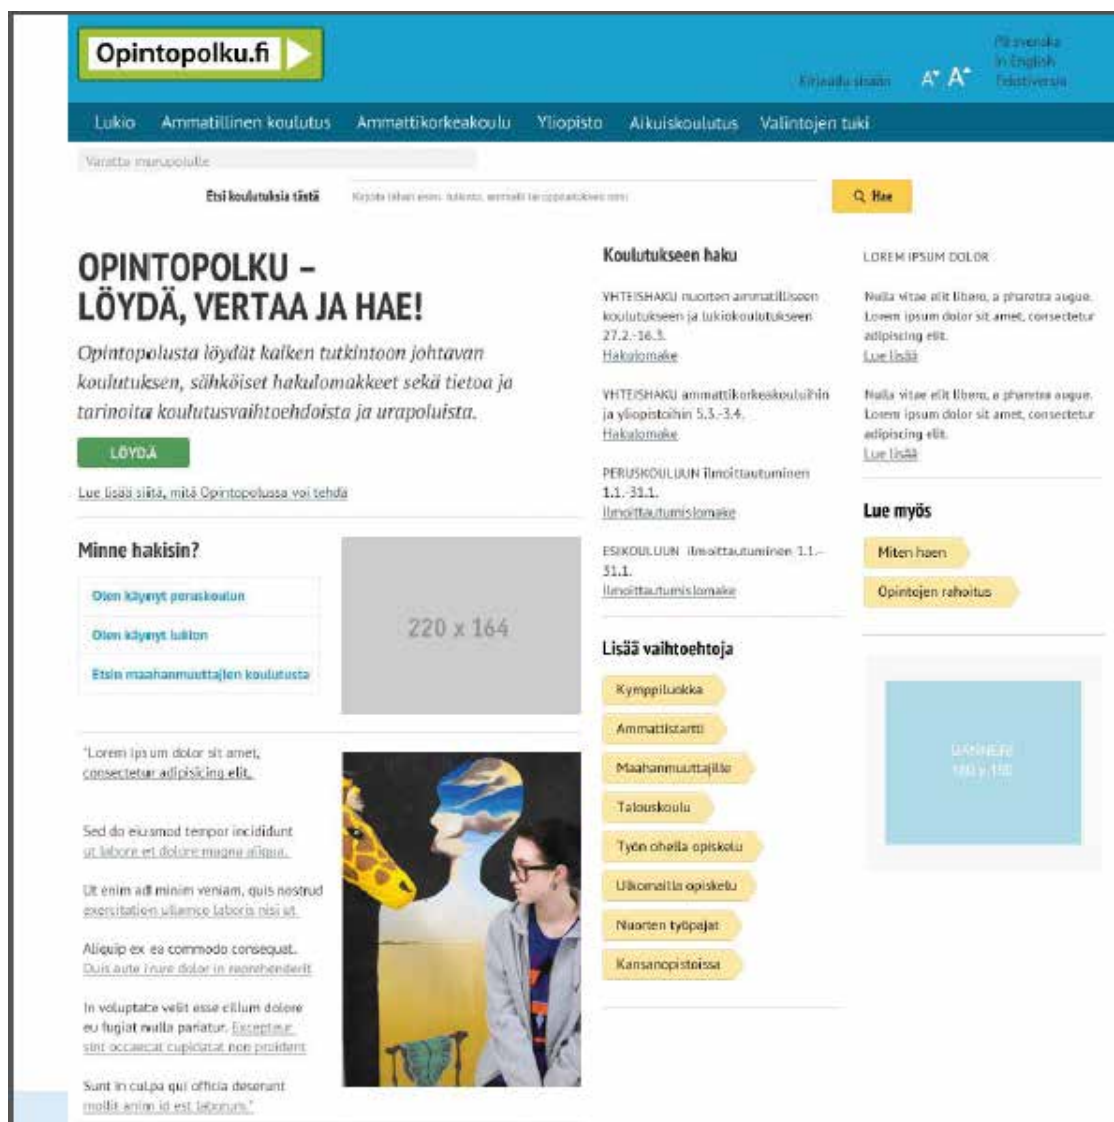 Opintopolku.fi
På svenska
In English
Tekstiversio
Kirjaudu sisään
A A
Lukio Ammatillinen koulutus Ammattikorkeakoulu Yliopisto Aikuiskoulutus Valintojen tuki
Varattu murupolulle
Etsi koulutuksia tästä
Kirjoita tähän esim. tutkinto, ammatti tai oppilaitoksen nimi
Hae
OPINTOPOLKU –
LÖYDÄ, VERTAA JA HAE!
Opintopolusta löydät kaiken tutkintoon johtavan
koulutuksen, sähköiset hakulomakkeet sekä tietoa ja
tarinoita koulutusvaihtoehdoista ja urapoluista.
LÖYDÄ
Lue lisää siitä, mitä Opintopolussa voi tehdä
Minne hakisin?
Olen käynyt peruskoulun
Olen käynyt lukion
Etsin maahanmuuttajien koulutusta
220 x 164
"Lorem ipsum dolor sit amet,
consectetur adipisicing elit,
Sed do eiusmod tempor incididunt
ut labore et dolore magna aliqua.
Ut enim ad minim veniam, quis nostrud
exercitation ullamco laboris nisi ut
Aliquip ex ea commodo consequat.
Duis aute irure dolor in reprehenderit
In voluptate velit esse cillum dolore
eu fugiat nulla pariatur. Excepteur
sint occaecat cupidatat non proident
Sunt in culpa qui officia deserunt
mollit anim id est laborum."
Koulutukseen haku
YHTEISHAKU nuorten ammatilliseen
koulutukseen ja lukiokoulutukseen
27.2.-16.3.
Hakulomake
YHTEISHAKU ammattikorkeakouluihin
ja yliopistoihin 5.3.-3.4.
Hakulomake
PERUSKOULUUN ilmoittautuminen
1.1.-31.1.
Ilmoittautumislomake
ESIKOULUUN ilmoittautuminen 1.1.-
31.1.
Ilmoittautumislomake
Lisää vaihtoehtoja
Kymppiluokka
Ammattistartti
Maahanmuuttajille
Talouskoulu
Työn ohella opiskelu
Ulkomailla opiskelu
Nuorten työpajat
Kansanopistoissa
LOREM IPSUM DOLOR
Nulla vitae elit libero, a pharetra augue.
Lorem ipsum dolor sit amet, consectetur
adipiscing elit.
Lue lisää
Nulla vitae elit libero, a pharetra augue.
Lorem ipsum dolor sit amet, consectetur
adipiscing elit.
Lue lisää
Lue myös
Miten haen
Opintojen rahoitus
BANNERI